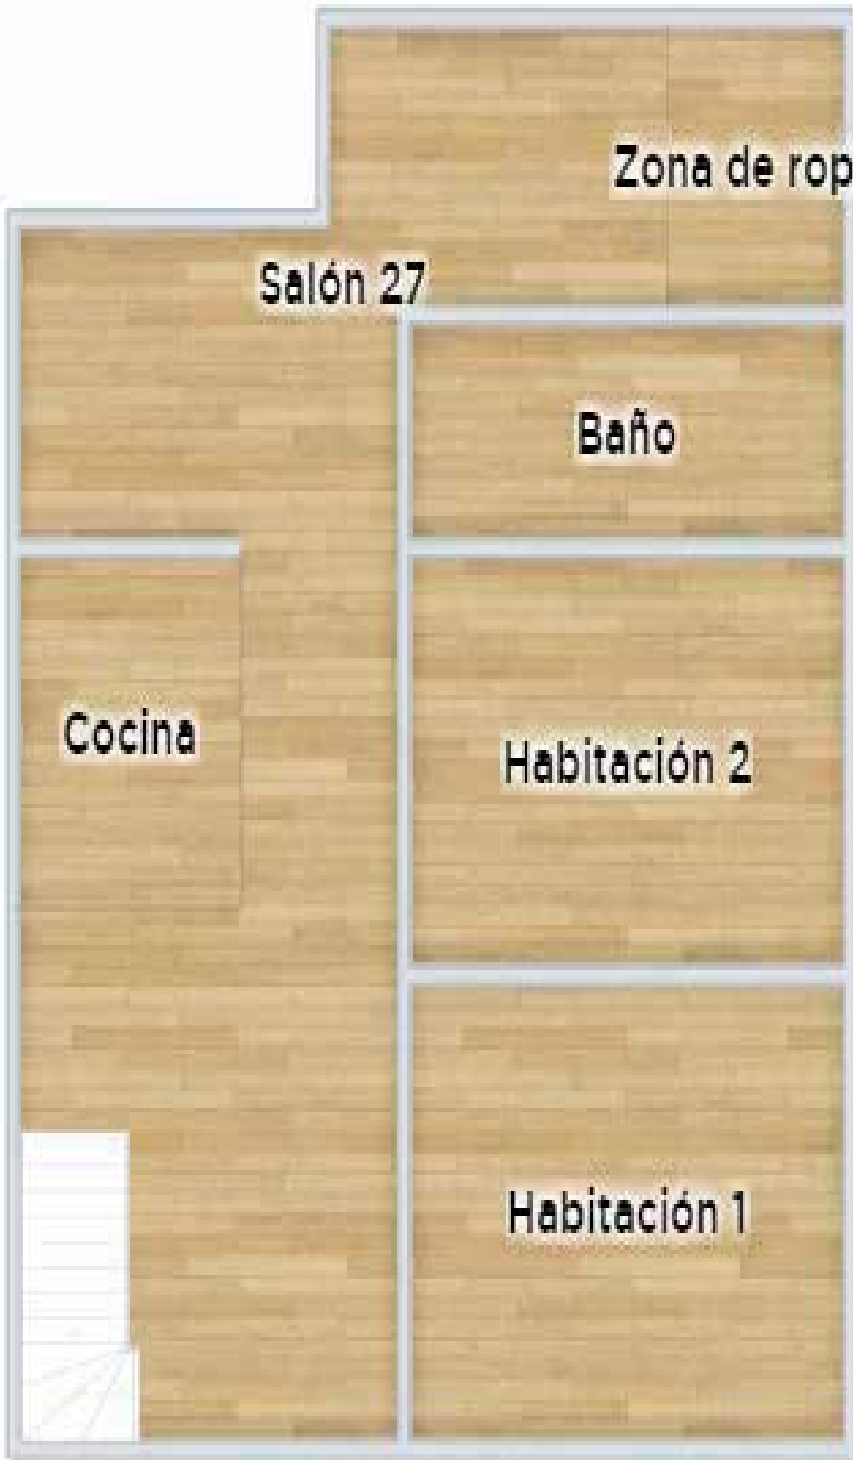 Zona de rop
Salón 27
Baño
Cocina
Habitación 2
Habitación 1